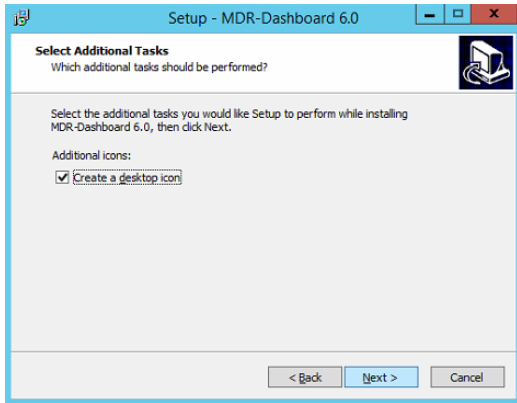 Setup - MDR-Dashboard 6.0
Select Additional Tasks
Which additional tasks should be performed?
Select the additional tasks you would like Setup to perform while installing
MDR-Dashboard 6.0, then click Next.
Additional icons:
Create a desktop icon
< Back
Next >
Cancel